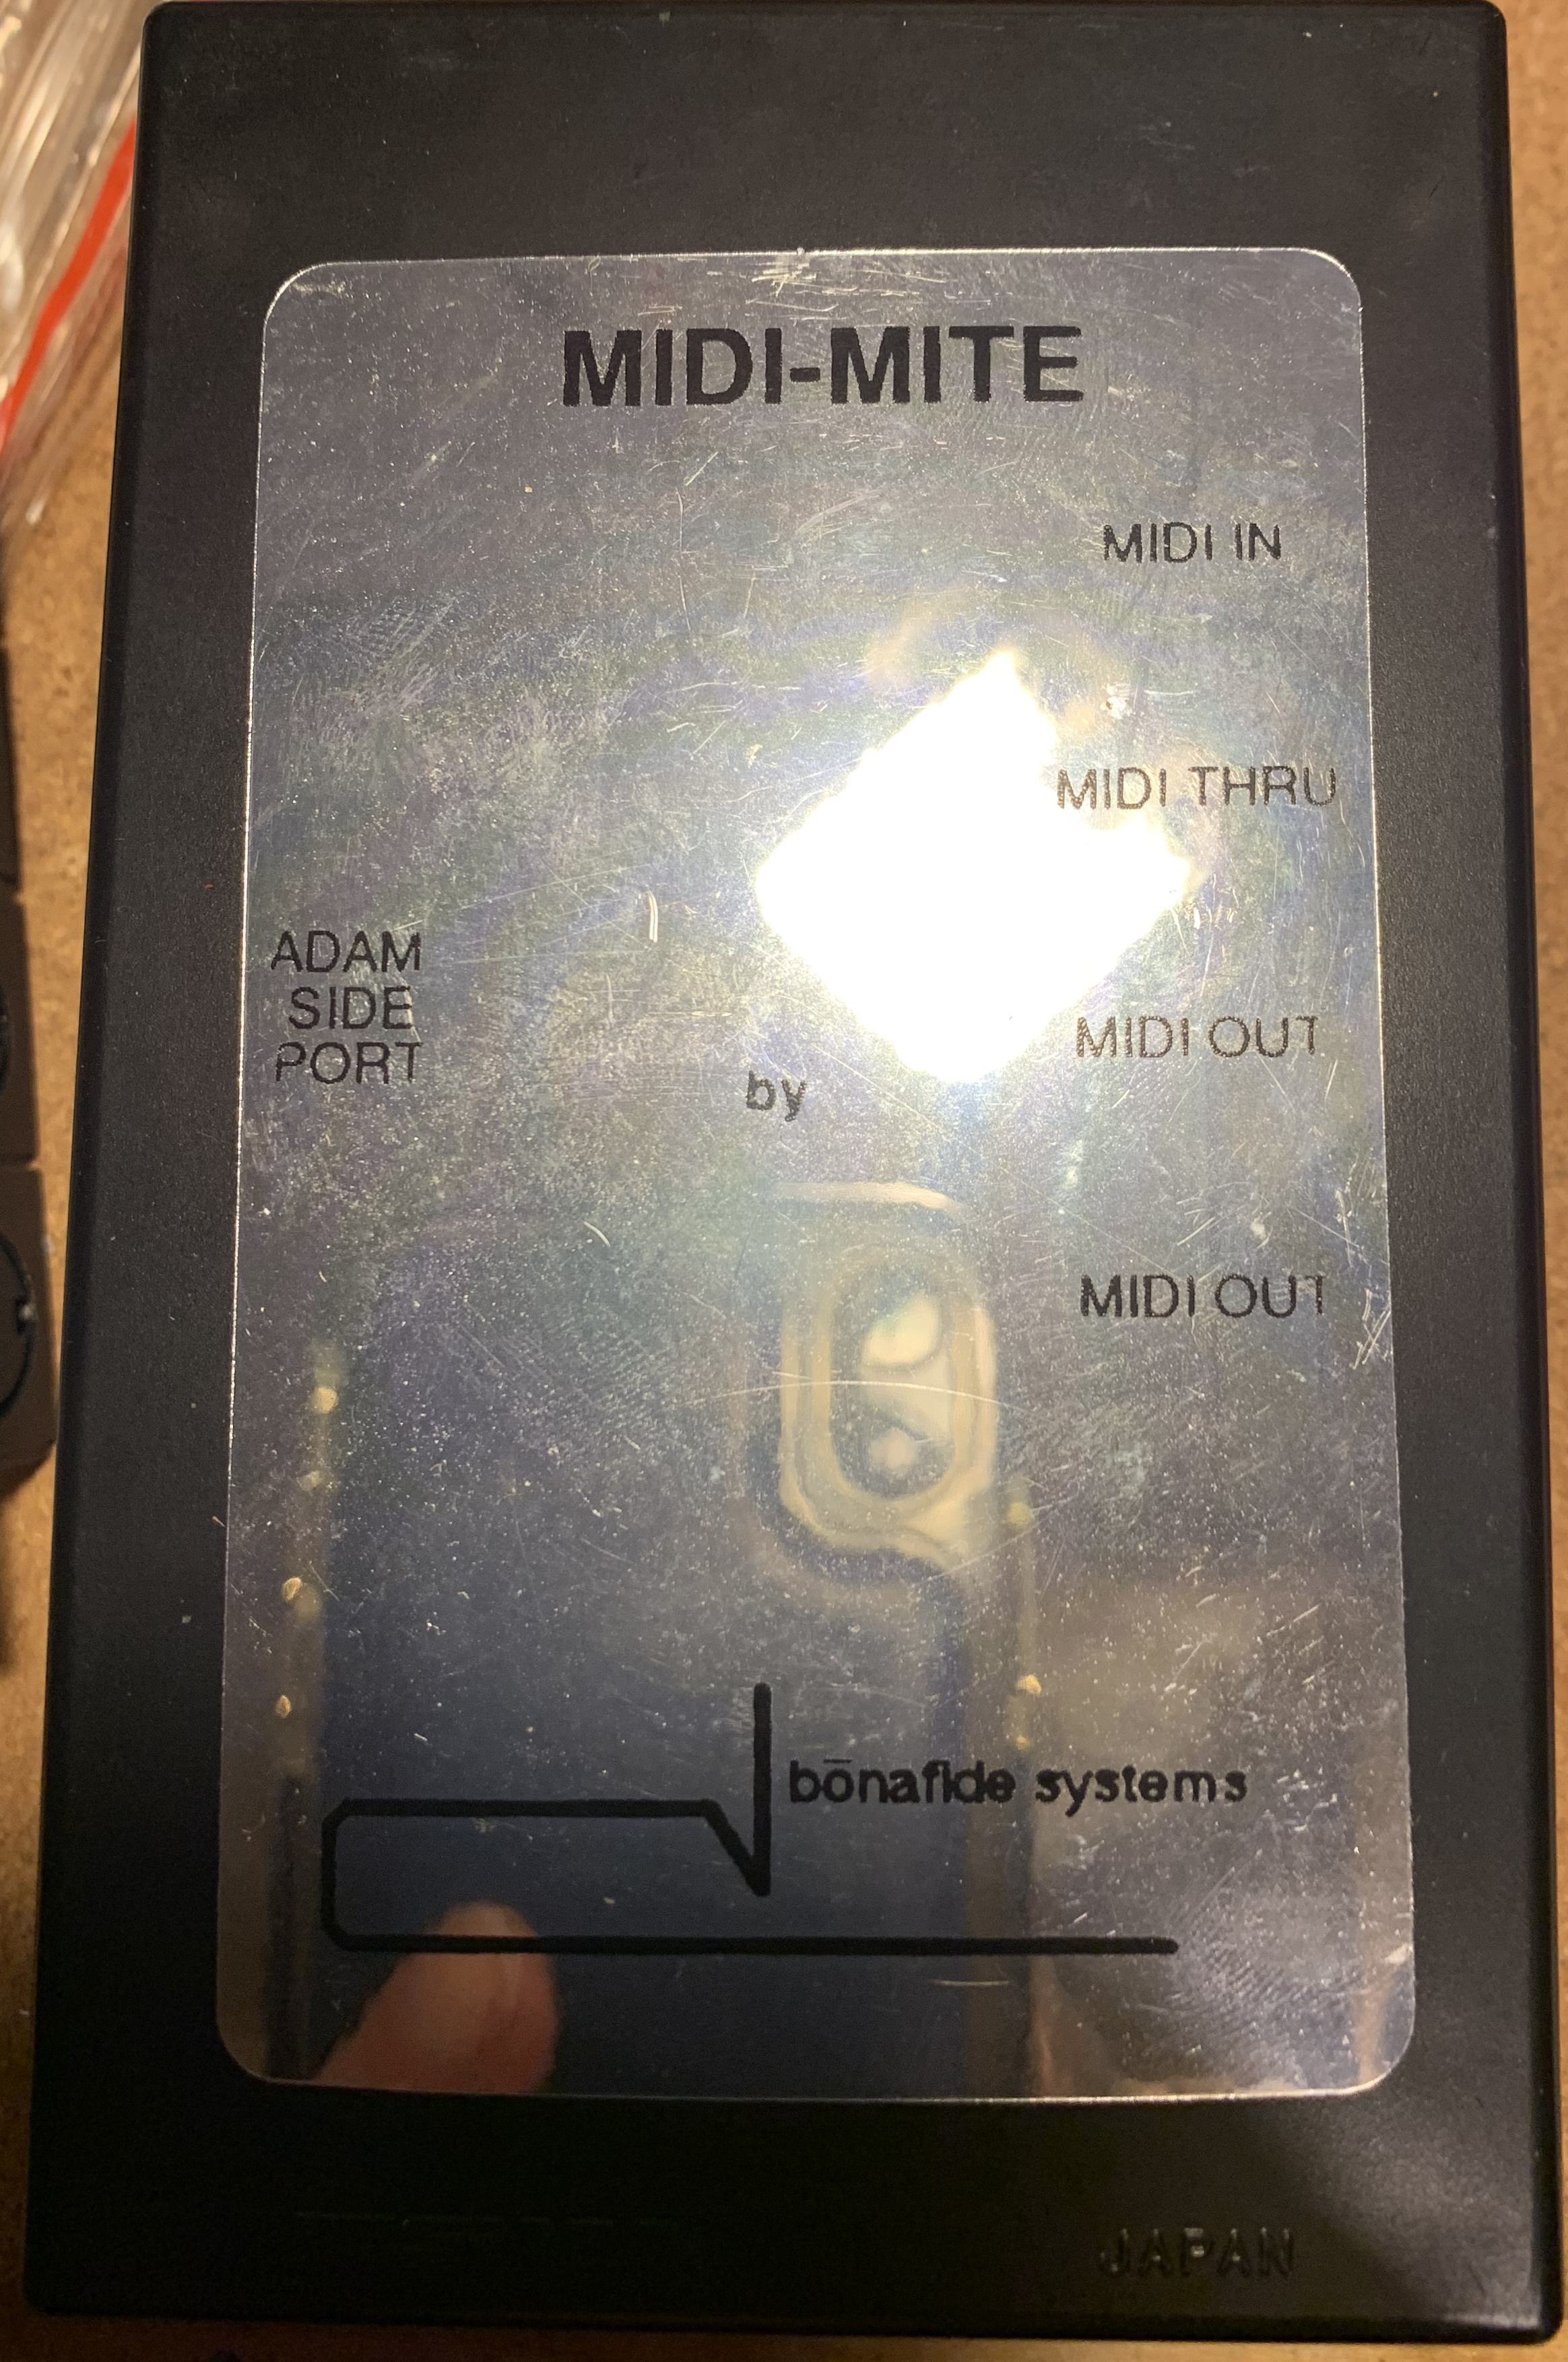 MIDI-MITE
MIDI IN
MIDI THRU
ADAM
SIDE
PORT
MIDI OUT
by
MIDI OUT
bōnafide systems
JAPAN